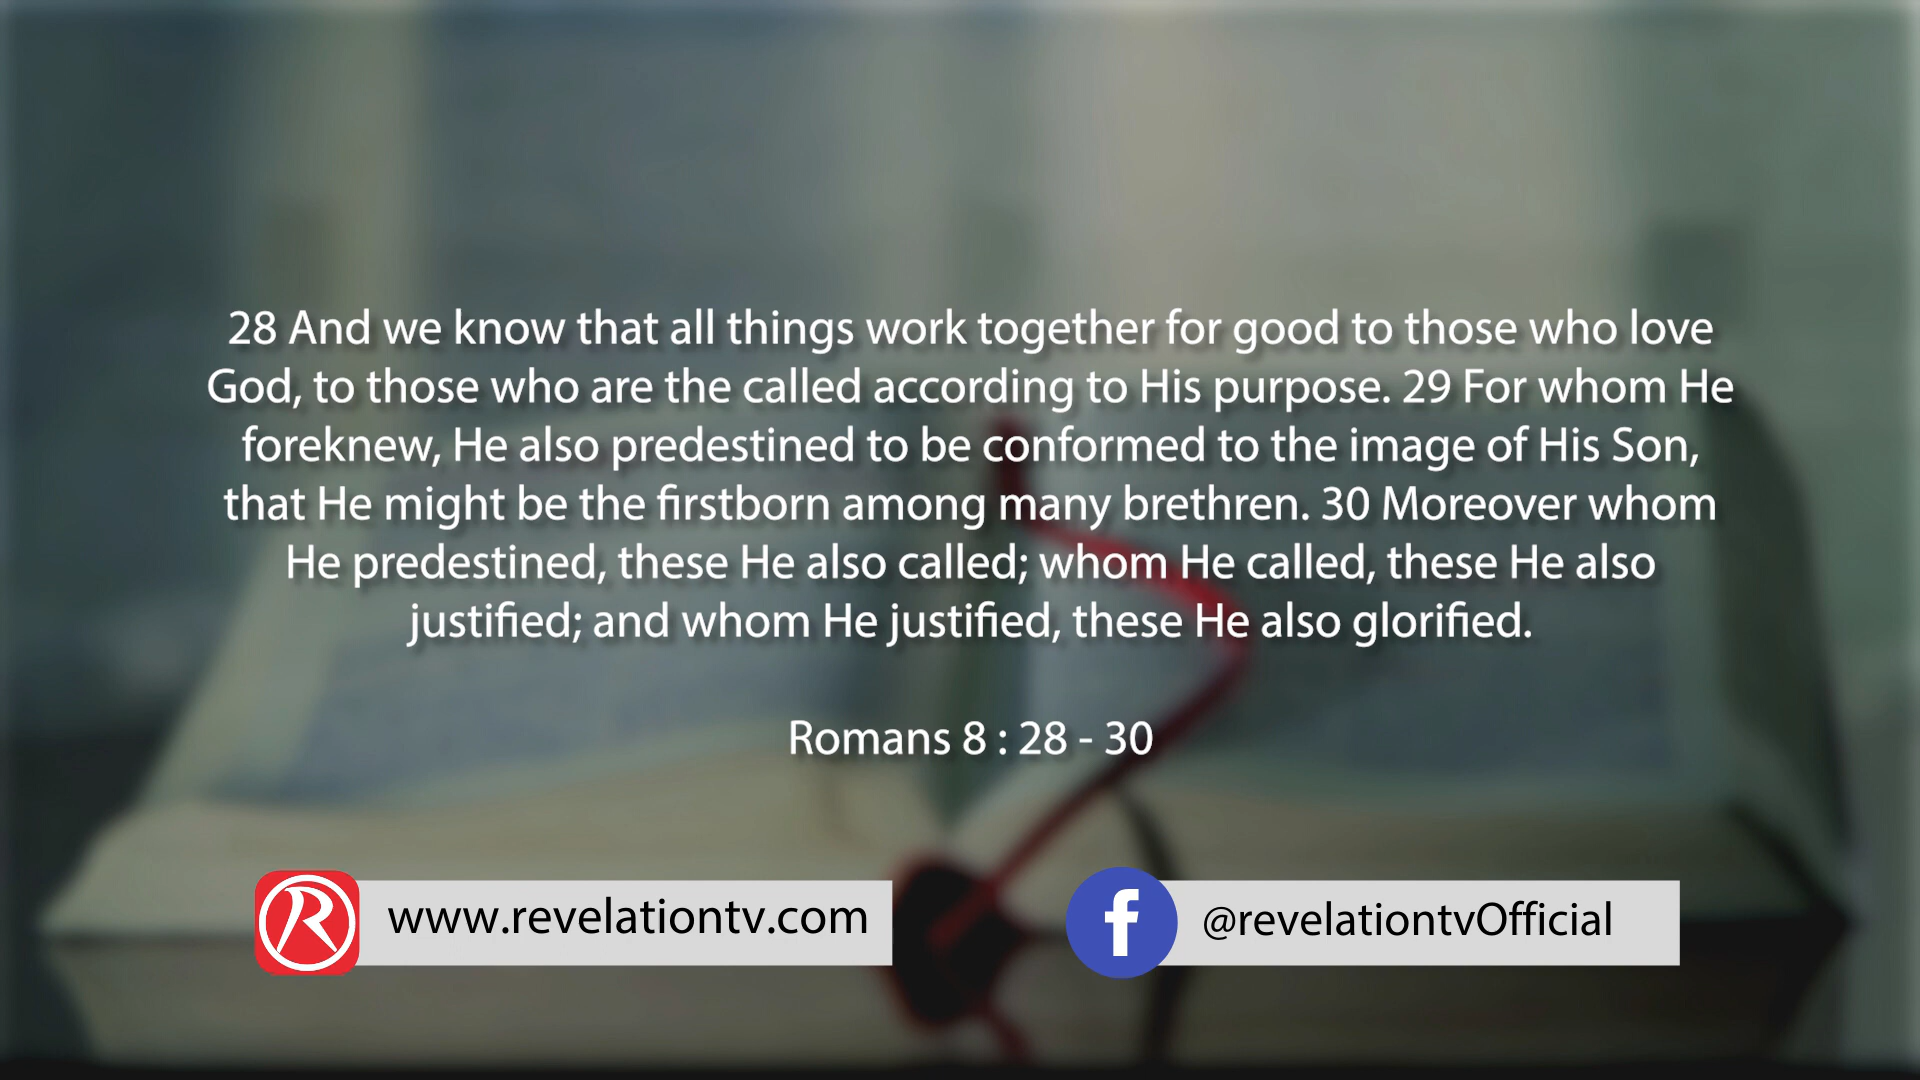 28 And we know that all things work together for good to those who love
God, to those who are the called according to His purpose. 29 For whom He
foreknew, He also predestined to be conformed to the image of His Son,
that He might be the firstborn among many brethren. 30 Moreover whom
He predestined, these He also called; whom He called, these He also
justified; and whom He justified, these He also glorified.
Romans 8 : 28 - 30
R www.revelationtv.com
f @revelationtvOfficial